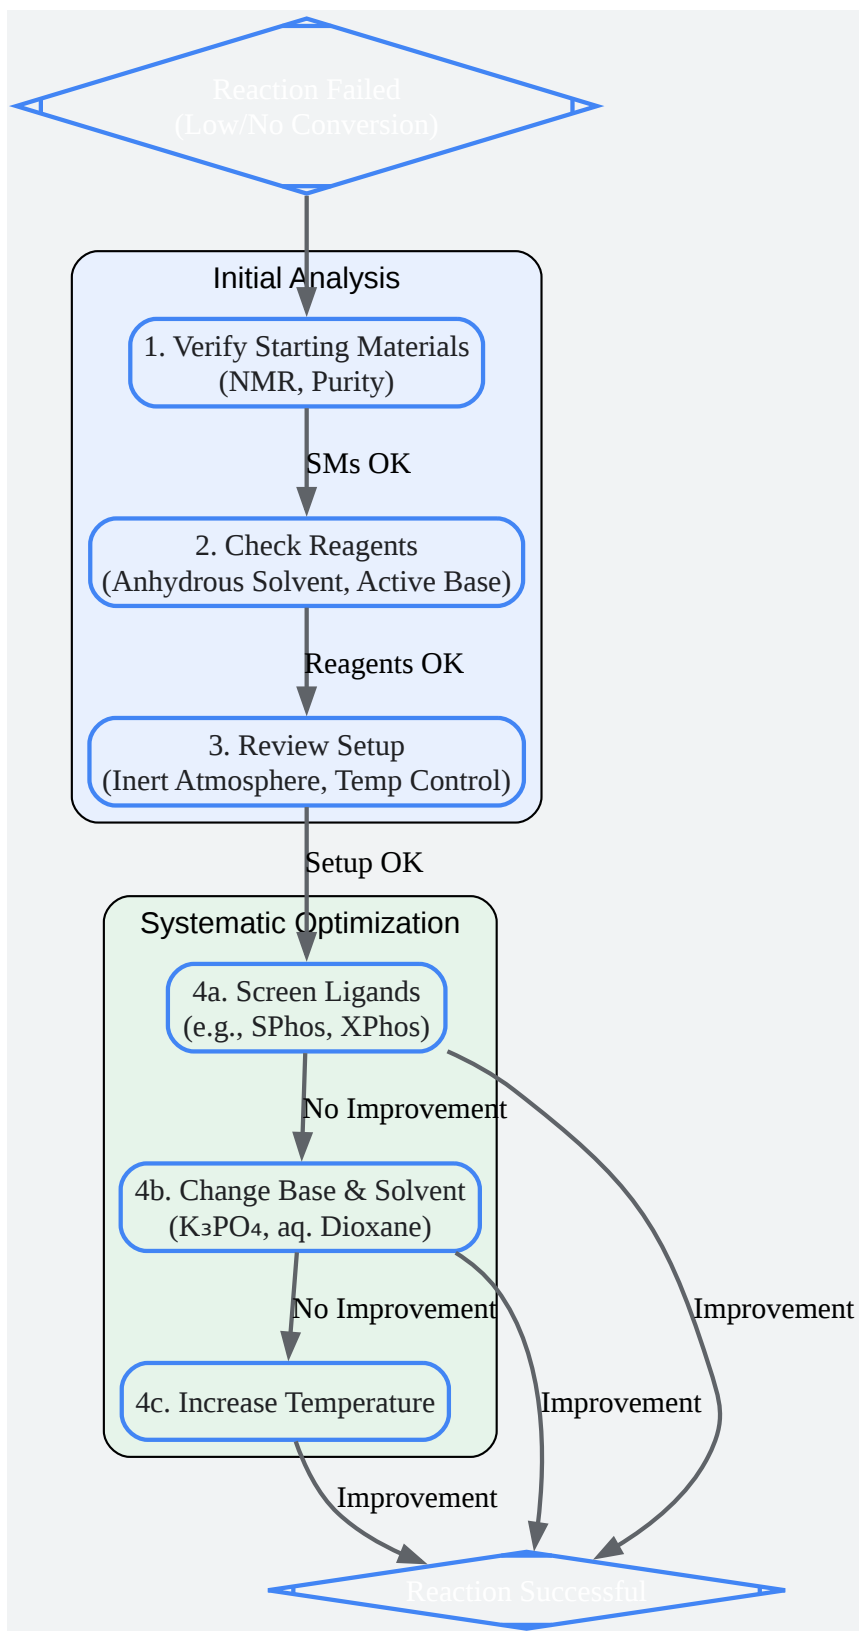 Reaction Failed
(Low/No Conversion)
Initial Analysis
1. Verify Starting Materials
(NMR, Purity)
SMs OK
2. Check Reagents
(Anhydrous Solvent, Active Base)
Reagents OK
3. Review Setup
(Inert Atmosphere, Temp Control)
Setup OK
Systematic Optimization
4a. Screen Ligands
(e.g., SPhos, XPhos)
No Improvement
4b. Change Base & Solvent
(K₃PO₄, aq. Dioxane)
No Improvement
Improvement
4c. Increase Temperature
Improvement
Improvement
Reaction Successful